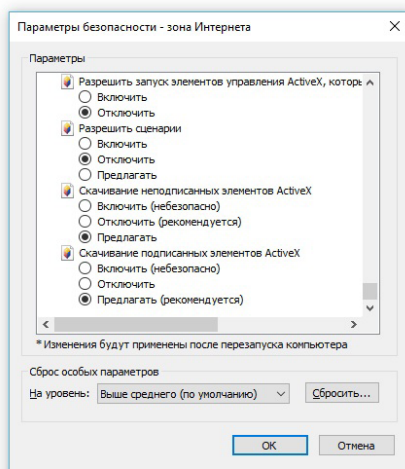 Параметры безопасности - зона Интернета
Параметры
Разрешить запуск элементов управления ActiveX, которы
Включить
Отключить
Разрешить сценарии
Включить
Отключить
Предлагать
Скачивание неподписанных элементов ActiveX
Включить (небезопасно)
Отключить (рекомендуется)
Предлагать
Скачивание подписанных элементов ActiveX
Включить (небезопасно)
Отключить
Предлагать (рекомендуется)
* Изменения будут применены после перезапуска компьютера
Сброс особых параметров
На уровень: Выше среднего (по умолчанию) Сбросить...
ОК Отмена